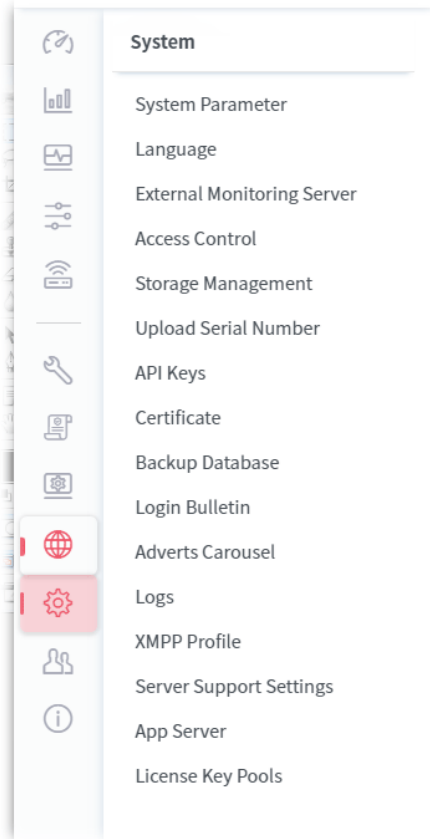 System
System Parameter
Language
External Monitoring Server
Access Control
Storage Management
Upload Serial Number
API Keys
Certificate
Backup Database
Login Bulletin
Adverts Carousel
Logs
XMPP Profile
Server Support Settings
App Server
License Key Pools